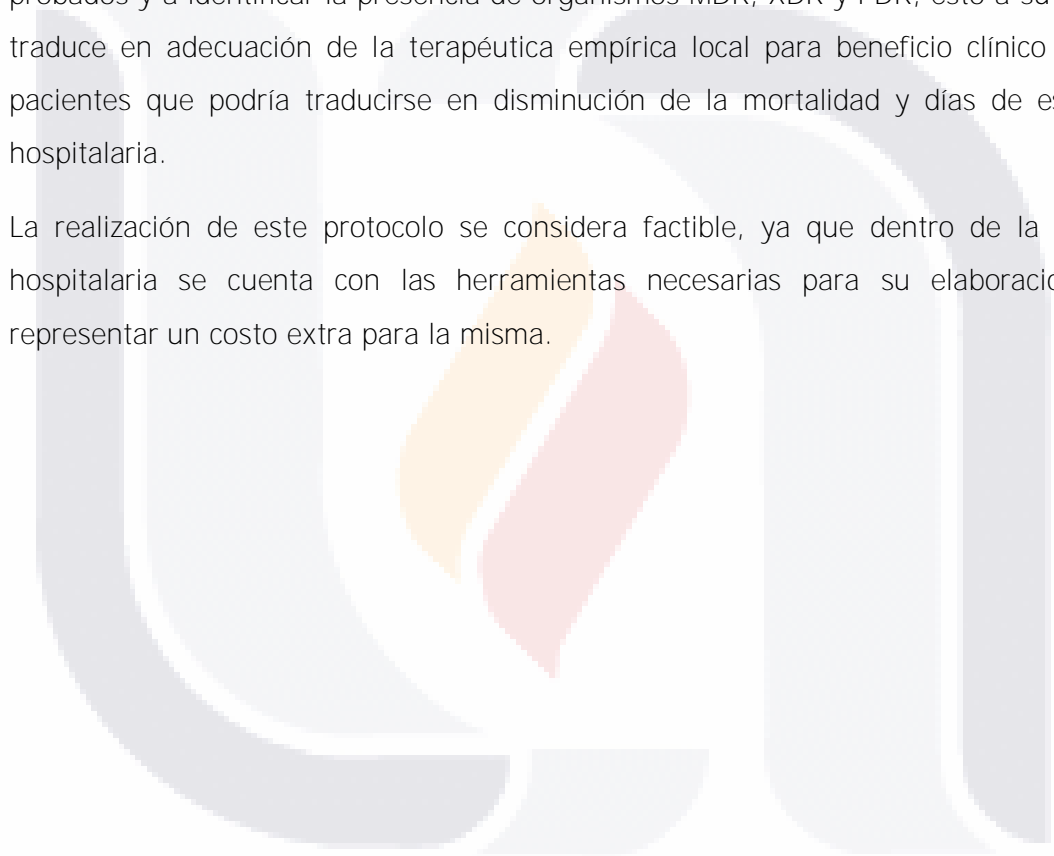 probados y a identificar la presencia de organismos MDR, XDR y PDR, esto a su
traduce en adecuación de la terapéutica empírica local para beneficio clínico
pacientes que podría traducirse en disminución de la mortalidad y días de es
hospitalaria.
La realización de este protocolo se considera factible, ya que dentro de la
hospitalaria se cuenta con las herramientas necesarias para su elaboració
representar un costo extra para la misma.